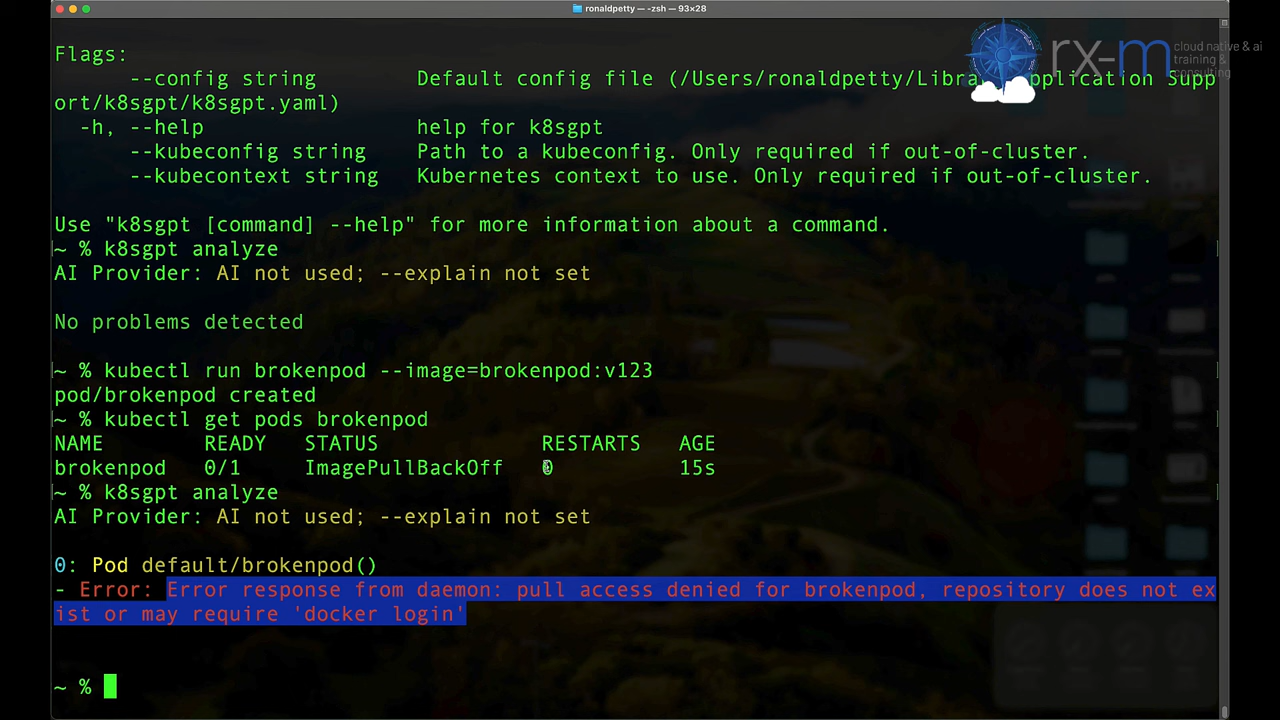 ronaldpetty — -zsh — 93×28
rx-m
cloud native & ai
training &
consulting
Flags:
--config string Default config file (/Users/ronaldpetty/Libra Application Supp
ort/k8sgpt/k8sgpt.yaml)
-h, --help help for k8sgpt
--kubeconfig string Path to a kubeconfig. Only required if out-of-cluster.
--kubecontext string Kubernetes context to use. Only required if out-of-cluster.
Use "k8sgpt [command] --help" for more information about a command.
~ % k8sgpt analyze
AI Provider: AI not used; --explain not set
No problems detected
~ % kubectl run brokenpod --image=brokenpod:v123
pod/brokenpod created
~ % kubectl get pods brokenpod
NAME READY STATUS RESTARTS AGE
brokenpod 0/1 ImagePullBackOff 0 15s
~ % k8sgpt analyze
AI Provider: AI not used; --explain not set
0: Pod default/brokenpod()
- Error: Error response from daemon: pull access denied for brokenpod, repository does not ex
ist or may require 'docker login'
~ %